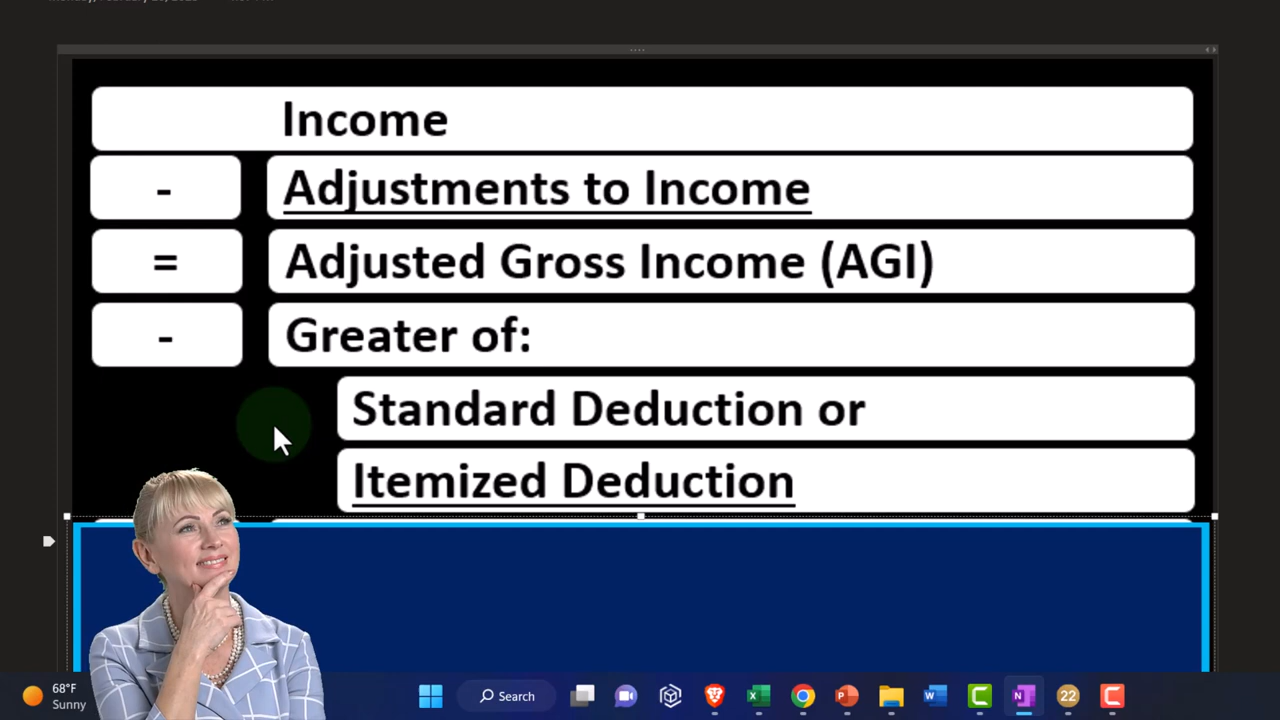 Income
- Adjustments to Income
= Adjusted Gross Income (AGI)
- Greater of:
Standard Deduction or
Itemized Deduction
68°F
Sunny
Search
22